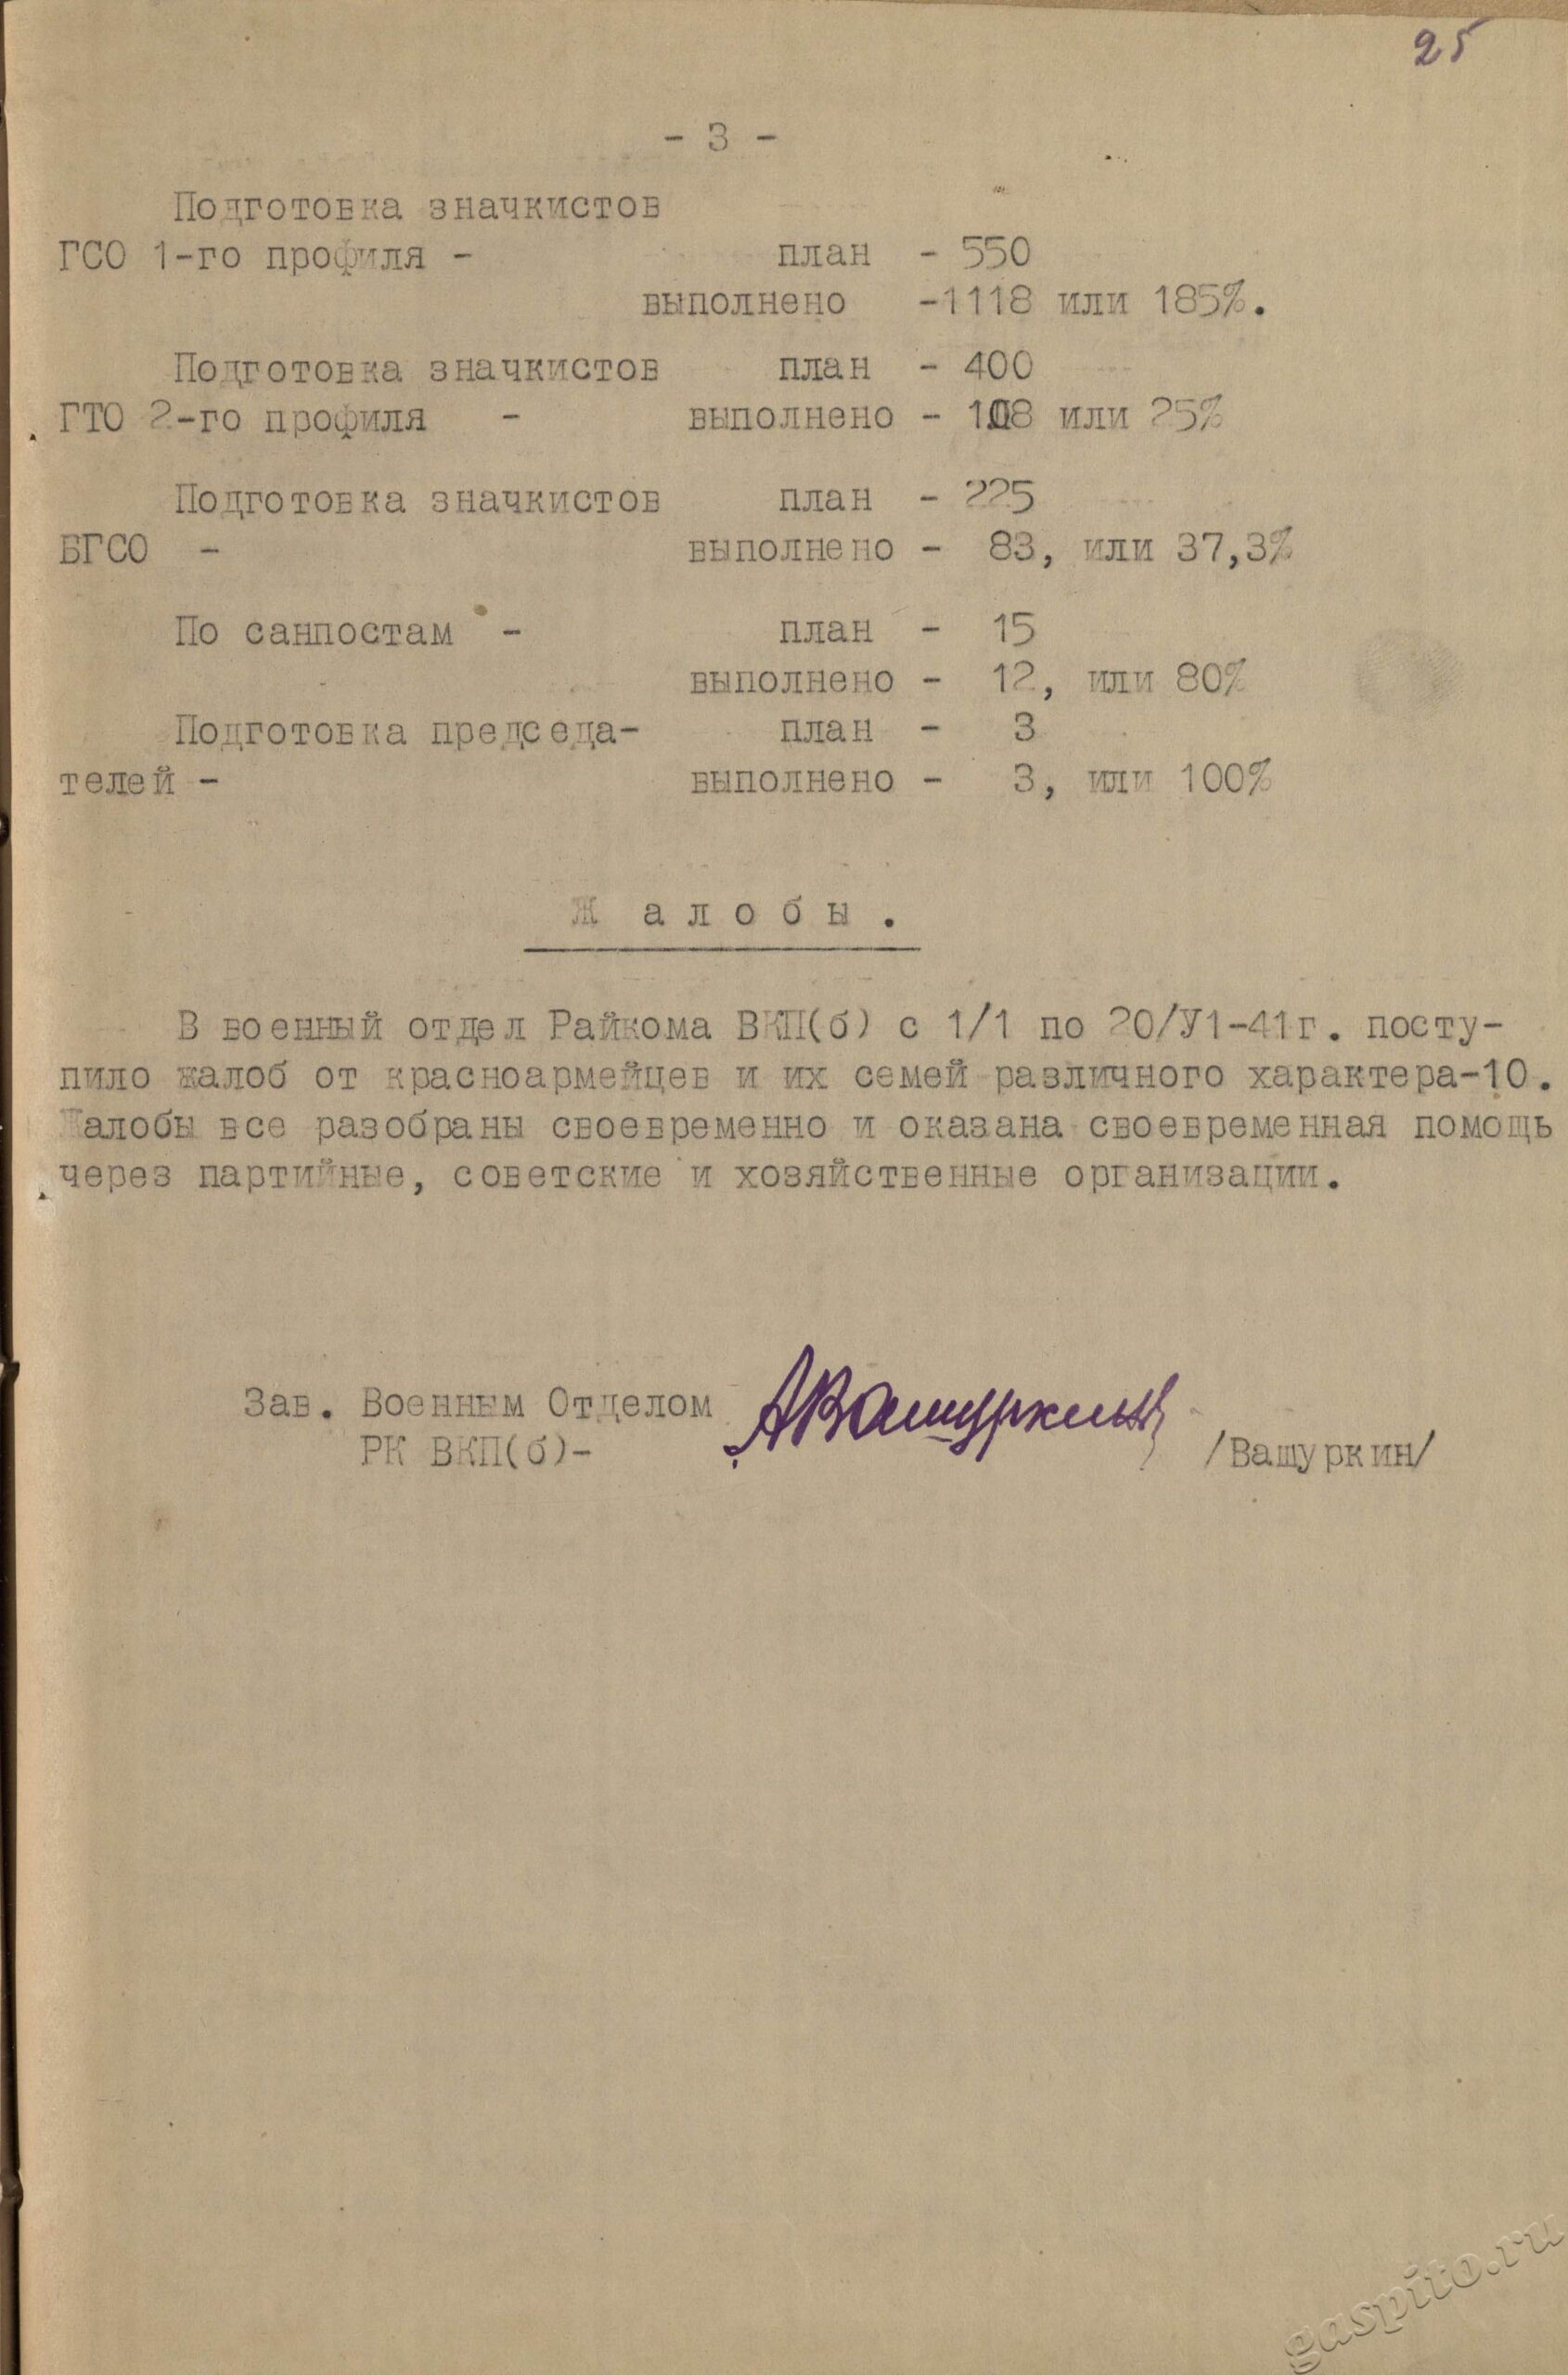 25
- 3 -
Подготовка значкистов
ГСО 1-го профиля - план - 550
выполнено -1118 или 185%.
Подготовка значкистов план - 400
ГТО 2-го профиля - выполнено - 108 или 25%
Подготовка значкистов план - 225
БГСО - выполнено - 83, или 37,3%
По санпостам - план - 15
выполнено - 12, или 80%
Подготовка председа- план - 3
телей - выполнено - 3, или 100%
Ж а л о б ы .
В военный отдел Райкома ВКП(б) с 1/1 по 20/У1-41г. посту-
пило жалоб от красноармейцев и их семей различного характера-10.
Жалобы все разобраны своевременно и оказана своевременная помощь
через партийные, советские и хозяйственные организации.
Зав. Военным Отделом АВашуркин
РК ВКП(б)- /Вашуркин/
gaspito.ru